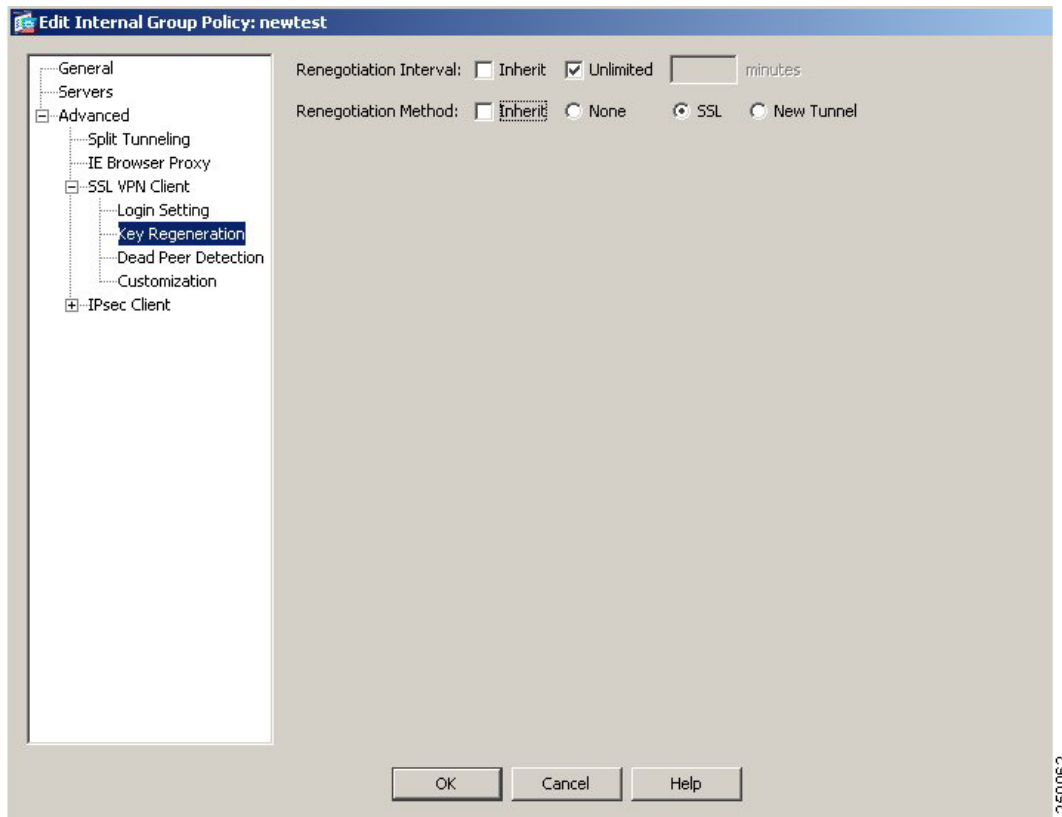 Edit Internal Group Policy: newtest
General
Servers
Advanced
Split Tunneling
IE Browser Proxy
SSL VPN Client
Login Setting
Key Regeneration
Dead Peer Detection
Customization
IPsec Client
Renegotiation Interval: Inherit Unlimited minutes
Renegotiation Method: Inherit None SSL New Tunnel
OK Cancel Help